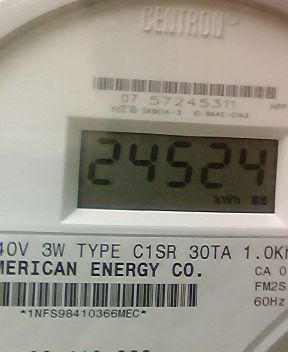 CENTRON
07 57245311
24524
kWh
40V 3W TYPE C1SR 30TA 1.0K
MERICAN ENERGY CO.
CA 0
FM2S
60Hz
*1NFS98410366MEC*